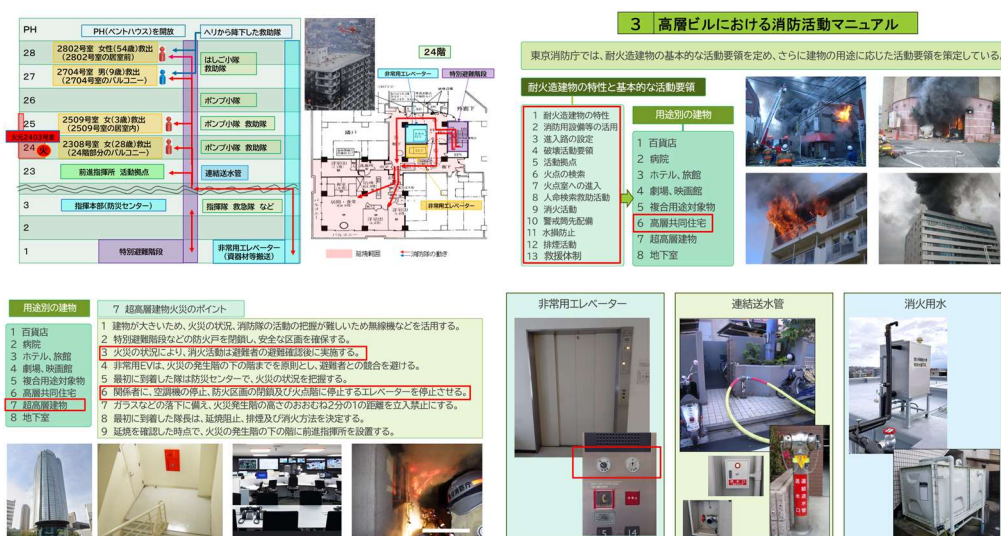 PH
PH(ペントハウス)を開放
ヘリから降下した救助隊
28
2802号室 女性(54歳)救出
(2802号室の居室前)
はしご小隊
救助隊
27
2704号室 男(9歳)救出
(2704号室のバルコニー)
26
ポンプ小隊
25
2509号室 女(3歳)救出
(2509号室の居室内)
ポンプ小隊 救助隊
火元2403号室
24
火
2308号室 女(28歳)救出
(24階部分のバルコニー)
ポンプ小隊 救助隊
23
前進指揮所 活動拠点
連結送水管
3
指揮本部(防災センター)
指揮隊 救急隊 など
1
特別避難階段
非常用エレベーター
(資器材等搬送)
24階
非常用エレベーター
特別避難階段
非常用エレベーター
延焼範囲
消防隊の動き
3 高層ビルにおける消防活動マニュアル
東京消防庁では、耐火造建物の基本的な活動要領を定め、さらに建物の用途に応じた活動要領を策定している。
耐火造建物の特性と基本的な活動要領
1 耐火造建物の特性
2 消防用設備等の活用
3 進入路の設定
4 破壊活動要領
5 活動拠点
6 火点の検索
7 火点室への進入
8 人命検索救助活動
9 消火活動
10 警戒筒先配備
11 水損防止
12 排煙活動
13 救援体制
用途別の建物
1 百貨店
2 病院
3 ホテル、旅館
4 劇場、映画館
5 複合用途対象物
6 高層共同住宅
7 超高層建物
8 地下室
用途別の建物
1 百貨店
2 病院
3 ホテル、旅館
4 劇場、映画館
5 複合用途対象物
6 高層共同住宅
7 超高層建物
8 地下室
7 超高層建物火災のポイント
1 建物が大きいため、火災の状況、消防隊の活動の把握が難しいため無線機などを活用する。
2 特別避難階段などの防火戸を閉鎖し、安全な区画を確保する。
3 火災の状況により、消火活動は避難者の避難確認後に実施する。
4 非常用EVは、火災の発生階の下の階までを原則とし、避難者との競合を避ける。
5 最初に到着した隊は防災センターで、火災の状況を把握する。
6 関係者に、空調機の停止、防火区画の閉鎖及び火点階に停止するエレベーターを停止させる。
7 ガラスなどの落下に備え、火災発生階の高さのおおむね2分の1の距離を立入禁止にする。
8 最初に到着した隊長は、延焼阻止、排煙及び消火方法を決定する。
9 延焼を確認した時点で、火災の発生階の下の階に前進指揮所を設置する。
非常用エレベーター
5
14
連結送水管
消火用水